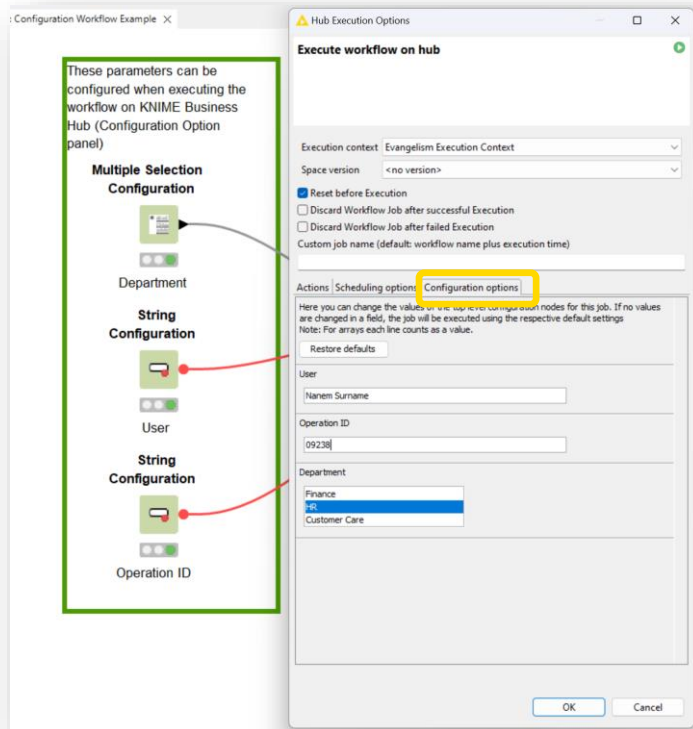 : Configuration Workflow Example
These parameters can be
configured when executing the
workflow on KNIME Business
Hub (Configuration Option
panel)
Multiple Selection
Configuration
Department
String
Configuration
User
String
Configuration
Operation ID
Hub Execution Options
Execute workflow on hub
Execution context Evangelism Execution Context
Space version <no version>
Reset before Execution
Discard Workflow Job after successful Execution
Discard Workflow Job after failed Execution
Custom job name (default: workflow name plus execution time)
Actions Scheduling options Configuration options
Here you can change the values of the top level configuration nodes for this job. If no values
are changed in a field, the job will be executed using the respective default settings
Note: For arrays each line counts as a value.
Restore defaults
User
Nanem Surname
Operation ID
09238
Department
Finance
HR
Customer Care
OK Cancel